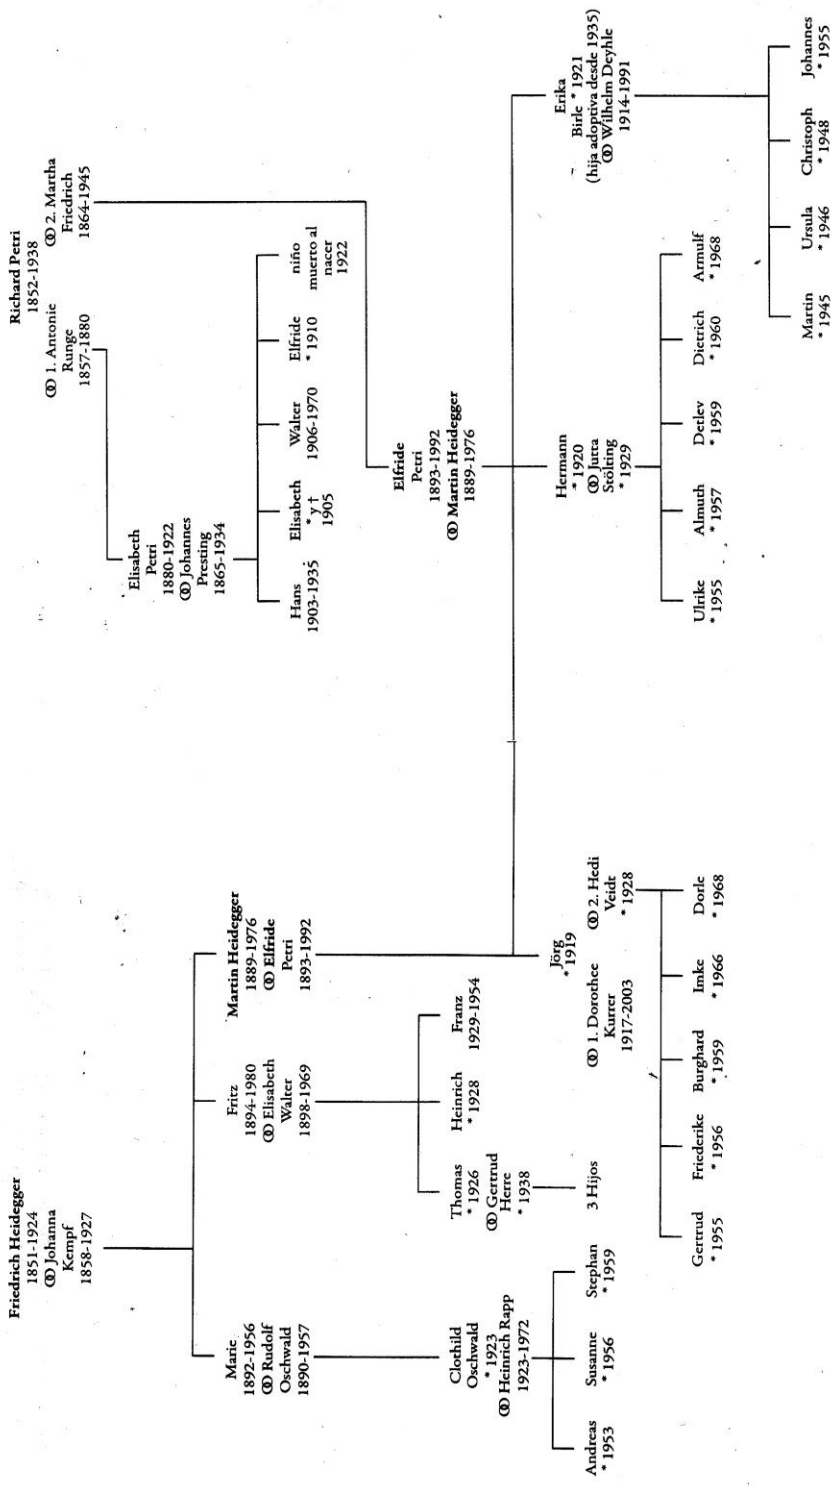 Friedrich Heidegger
1851-1924
⚭ Johanna
Kempf
1858-1927
Marie
1892-1956
⚭ Rudolf
Oschwald
1890-1957
Fritz
1894-1980
⚭ Elisabeth
Walter
1898-1969
Martin Heidegger
1889-1976
⚭ Elfride
Petri
1893-1992
Clothild
Oschwald
* 1923
⚭ Heinrich Rapp
1923-1972
Thomas
* 1926
⚭ Gertrud
Herre
* 1938
Heinrich
* 1928
Franz
1929-1954
Andreas
* 1953
Susanne
* 1956
Stephan
* 1959
3 Hijos
Jörg
* 1919
⚭ 1. Dorothee
Kurrer
1917-2003
⚭ 2. Hedi
Veidt
* 1928
Gertrud
* 1955
Friederike
* 1956
Burghard
* 1959
Imke
* 1966
Dorle
* 1968
Richard Petri
1852-1938
⚭ 1. Antonie
Runge
1857-1880
⚭ 2. Martha
Friedrich
1864-1945
Elisabeth
Petri
1880-1922
⚭ Johannes
Presting
1865-1934
Hans
1903-1935
Elisabeth
* y †
1905
Walter
1906-1970
Elfride
* 1910
niño
muerto al
nacer
1922
Elfride
Petri
1893-1992
⚭ Martin Heidegger
1889-1976
Hermann
* 1920
⚭ Jutta
Stölting
* 1929
Erika
Birle * 1921
(hija adoptiva desde 1935)
⚭ Wilhelm Deyhle
1914-1991
Ulrike
* 1955
Almuth
* 1957
Detlev
* 1959
Dietrich
* 1960
Armulf
* 1968
Martin
* 1945
Ursula
* 1946
Christoph
* 1948
Johannes
* 1955